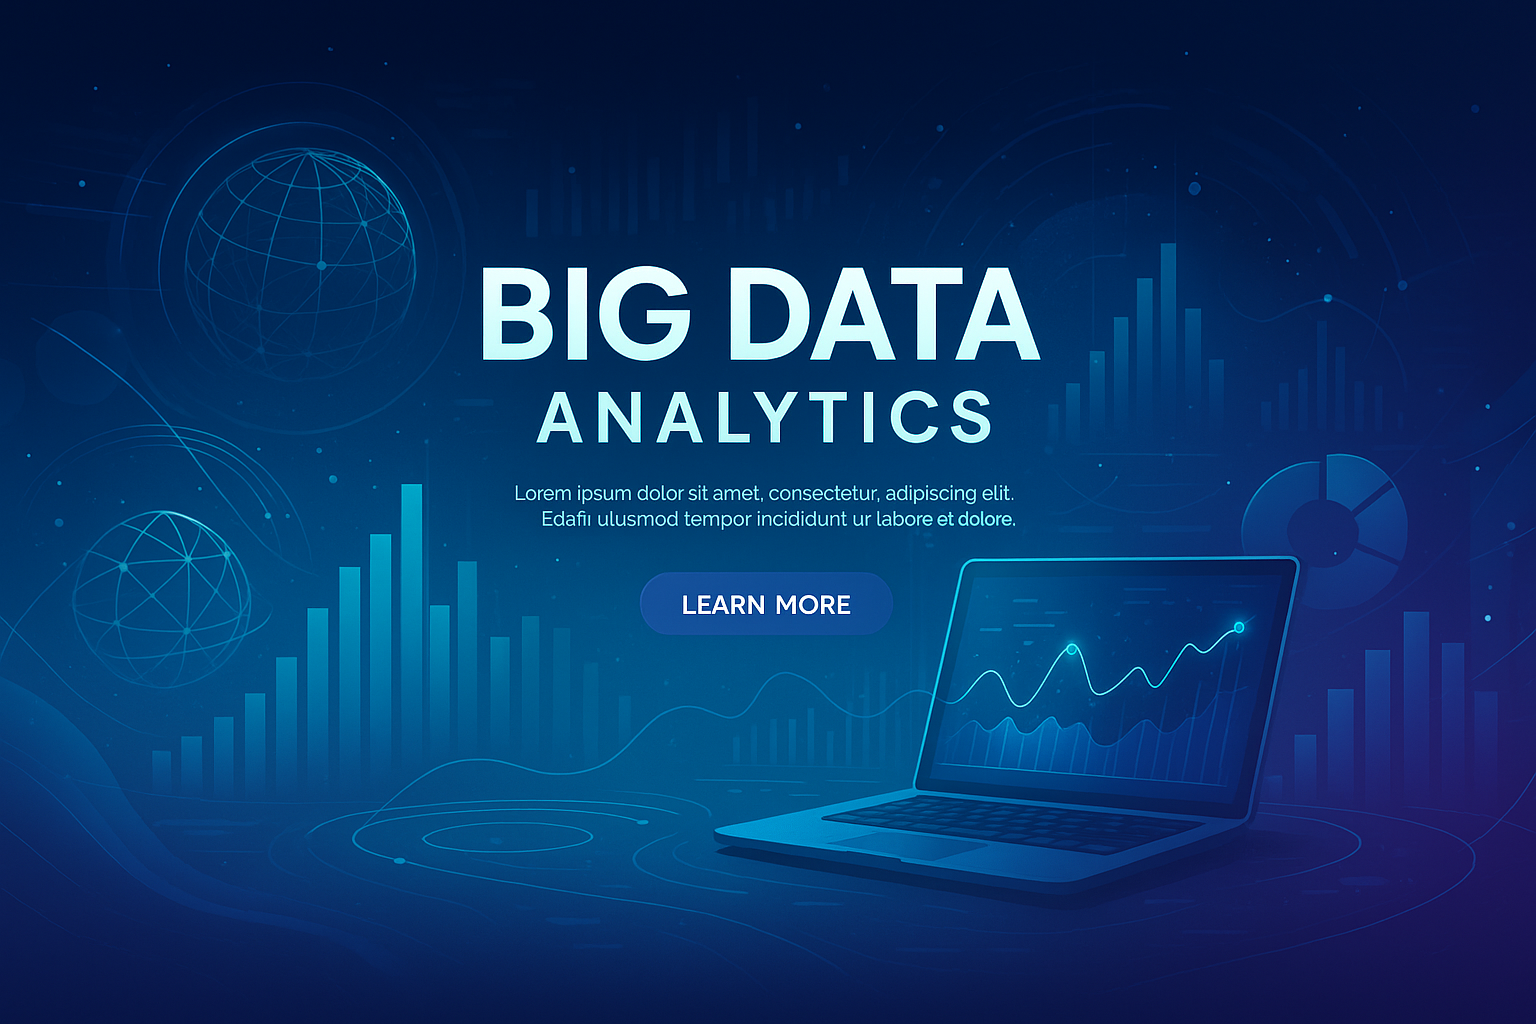 BIG DATA
ANALYTICS
Lorem ipsum dolor sit amet, consectetur, adipiscing elit.
Edafii ulusmod tempor incididunt ur labore et dolore.
LEARN MORE